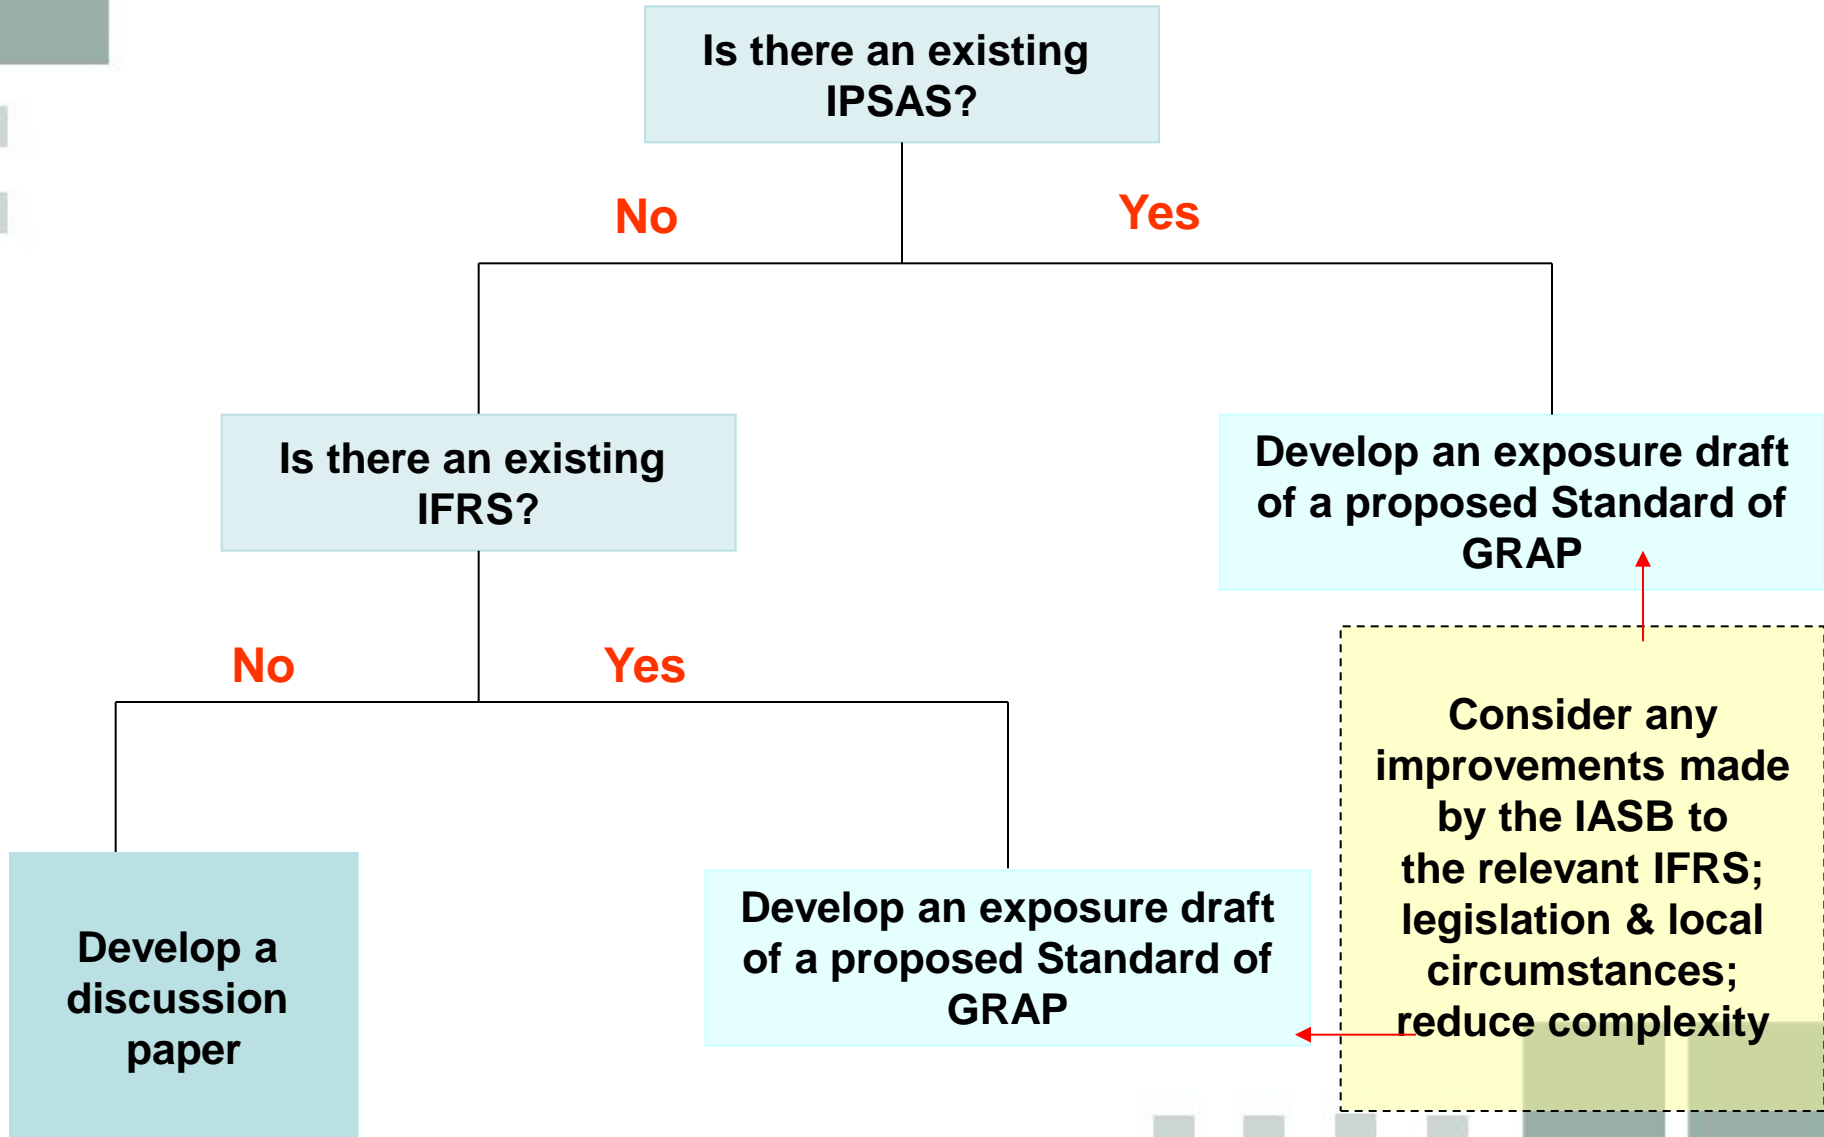 Is there an existing
IPSAS?
No
Yes
Is there an existing
IFRS?
Develop an exposure draft
of a proposed Standard of
GRAP
No
Yes
Consider any
improvements made
by the IASB to
the relevant IFRS;
legislation & local
circumstances;
reduce complexity
Develop a
discussion
paper
Develop an exposure draft
of a proposed Standard of
GRAP